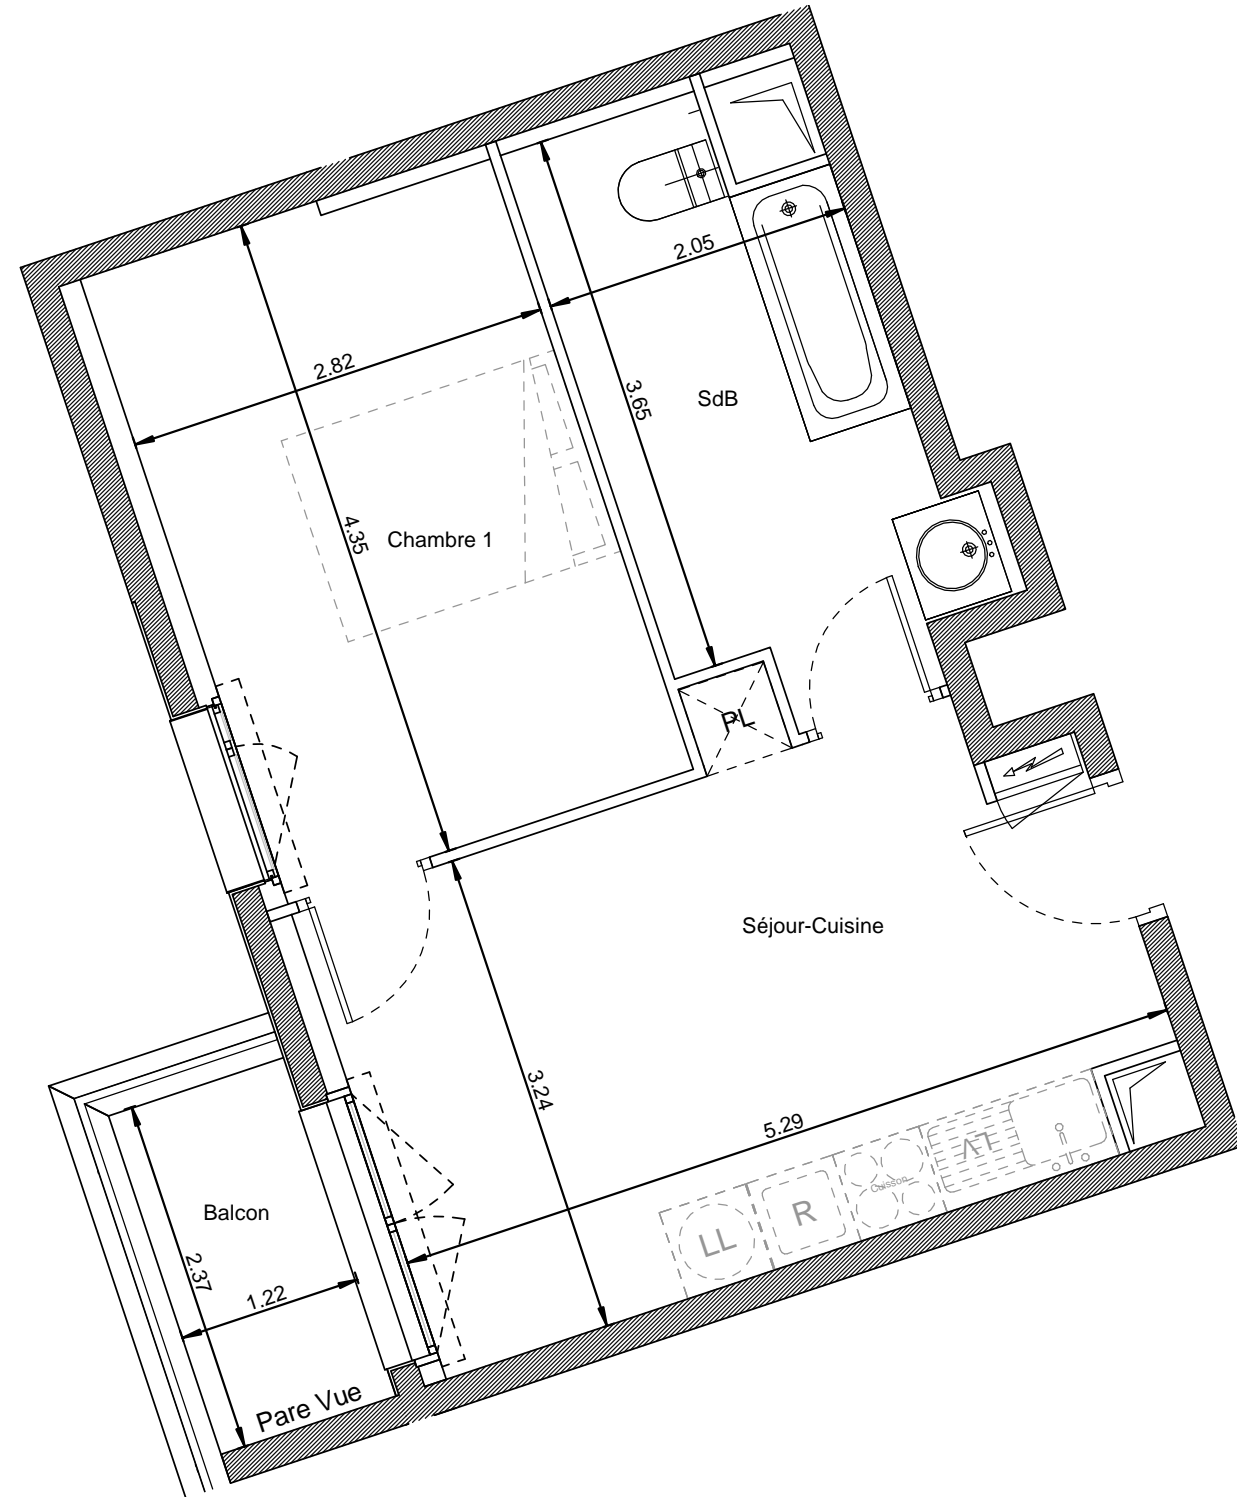 2.05
2.82
3.65
SdB
4.35
Chambre 1
PL
Séjour-Cuisine
3.24
5.29
LV
Cuisson
R
LL
Balcon
2.37
1.22
Pare Vue